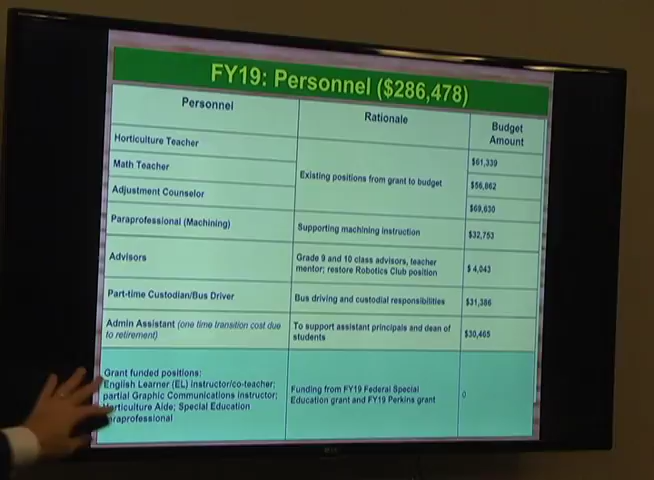 FY19: Personnel ($286,478)
Personnel
Rationale
Budget
Amount
Horticulture Teacher
Existing positions from grant to budget
$61,339
Math Teacher
$56,862
Adjustment Counselor
$69,630
Paraprofessional (Machining)
Supporting machining instruction
$32,753
Advisors
Grade 9 and 10 class advisors, teacher
mentor; restore Robotics Club position
$ 4,043
Part-time Custodian/Bus Driver
Bus driving and custodial responsibilities
$31,386
Admin Assistant (one time transition cost due
to retirement)
To support assistant principals and dean of
students
$30,465
Grant funded positions:
English Learner (EL) instructor/co-teacher;
partial Graphic Communications instructor;
Horticulture Aide; Special Education
paraprofessional
Funding from FY19 Federal Special
Education grant and FY19 Perkins grant
0
LG